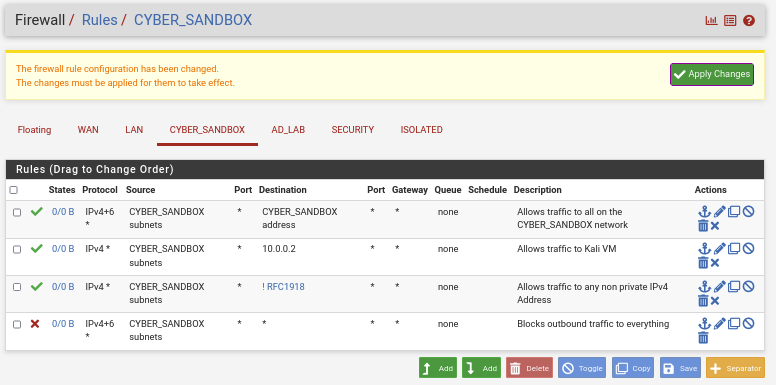 Firewall / Rules / CYBER_SANDBOX
The firewall rule configuration has been changed.
The changes must be applied for them to take effect.
Apply Changes
Floating WAN LAN CYBER_SANDBOX AD_LAB SECURITY ISOLATED
Rules (Drag to Change Order)
States Protocol Source Port Destination Port Gateway Queue Schedule Description Actions
0/0 B IPv4+6 CYBER_SANDBOX * CYBER_SANDBOX * * none Allows traffic to all on the
* subnets address CYBER_SANDBOX network
0/0 B IPv4 * CYBER_SANDBOX * 10.0.0.2 * * none Allows traffic to Kali VM
subnets
0/0 B IPv4 * CYBER_SANDBOX * ! RFC1918 * * none Allows traffic to any non private IPv4
subnets Address
0/0 B IPv4+6 CYBER_SANDBOX * * * * none Blocks outbound traffic to everything
* subnets
Add Add Delete Toggle Copy Save Separator